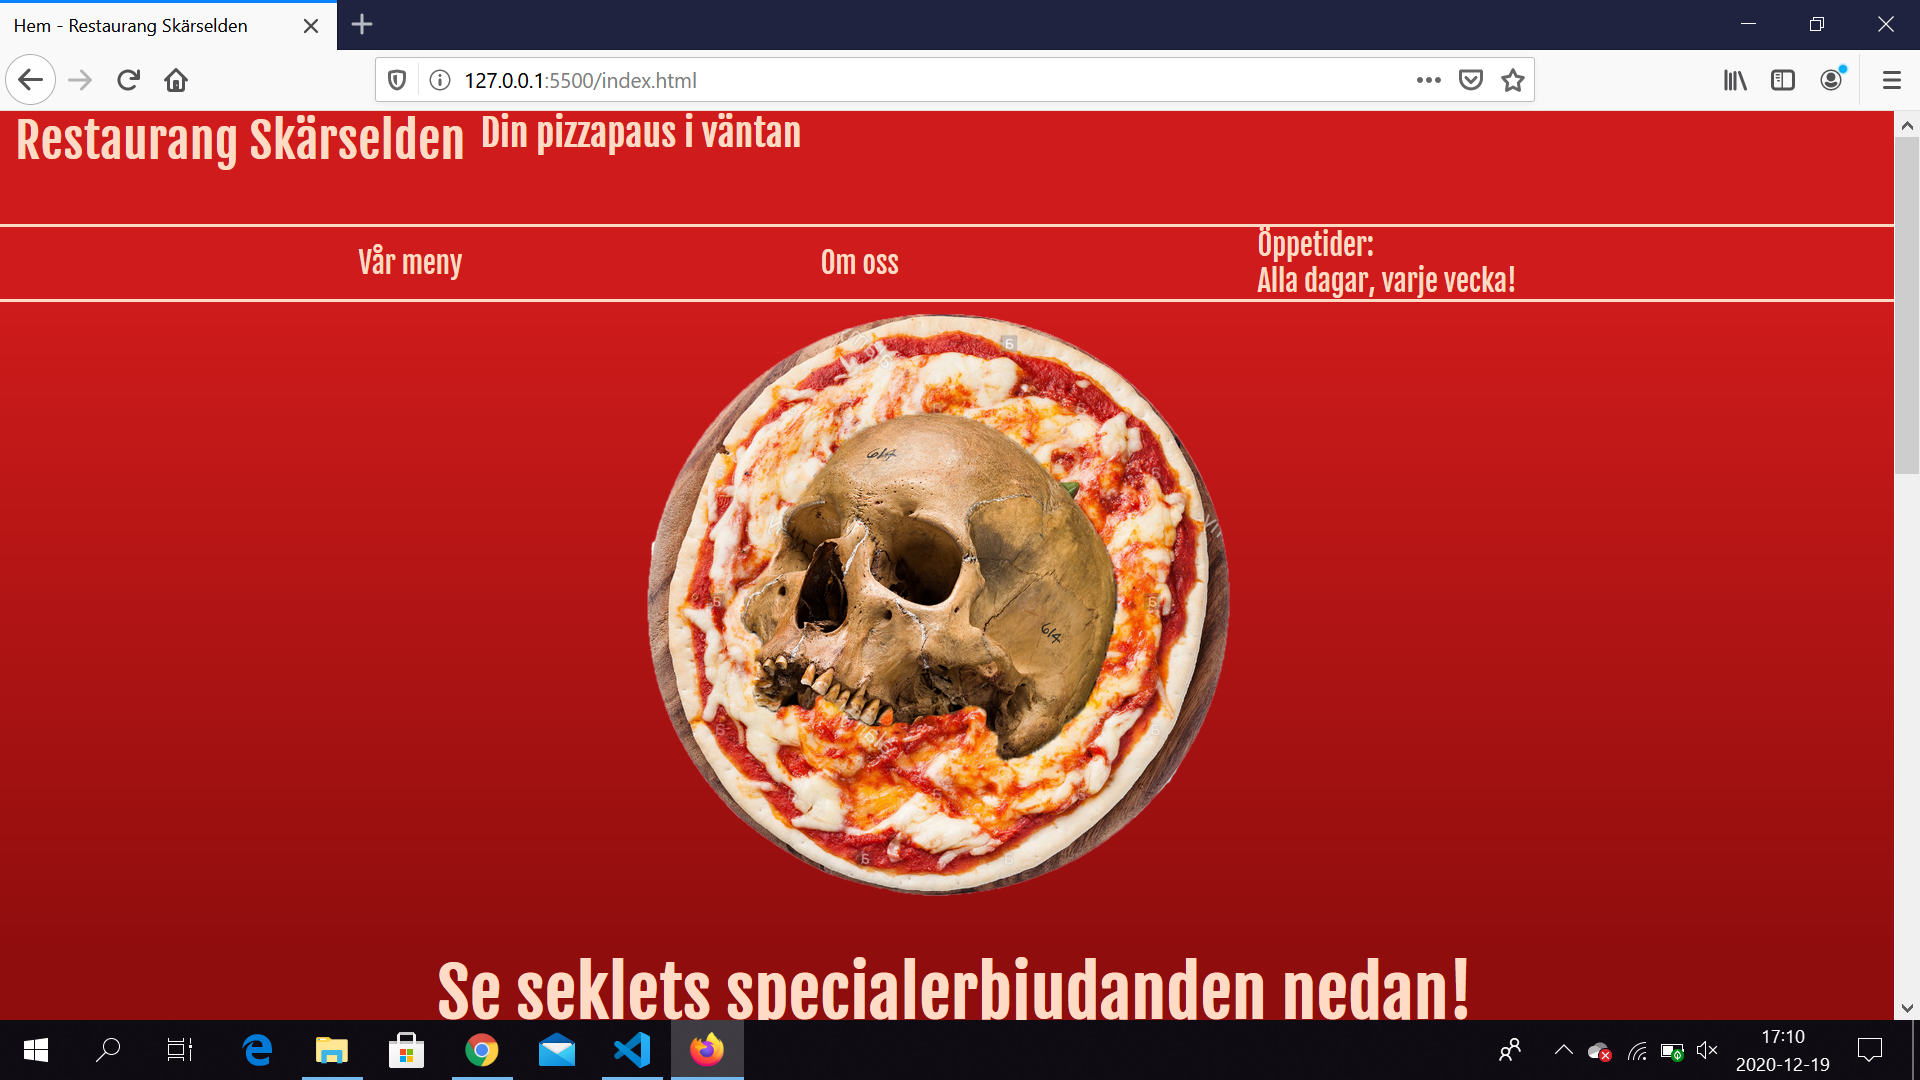 Hem - Restaurang Skärselden
127.0.0.1:5500/index.html
Restaurang Skärselden
Din pizzapaus i väntan
Vår meny
Om oss
Öppetider:
Alla dagar, varje vecka!
614
614
Se seklets specialerbjudanden nedan!
17:10
2020-12-19